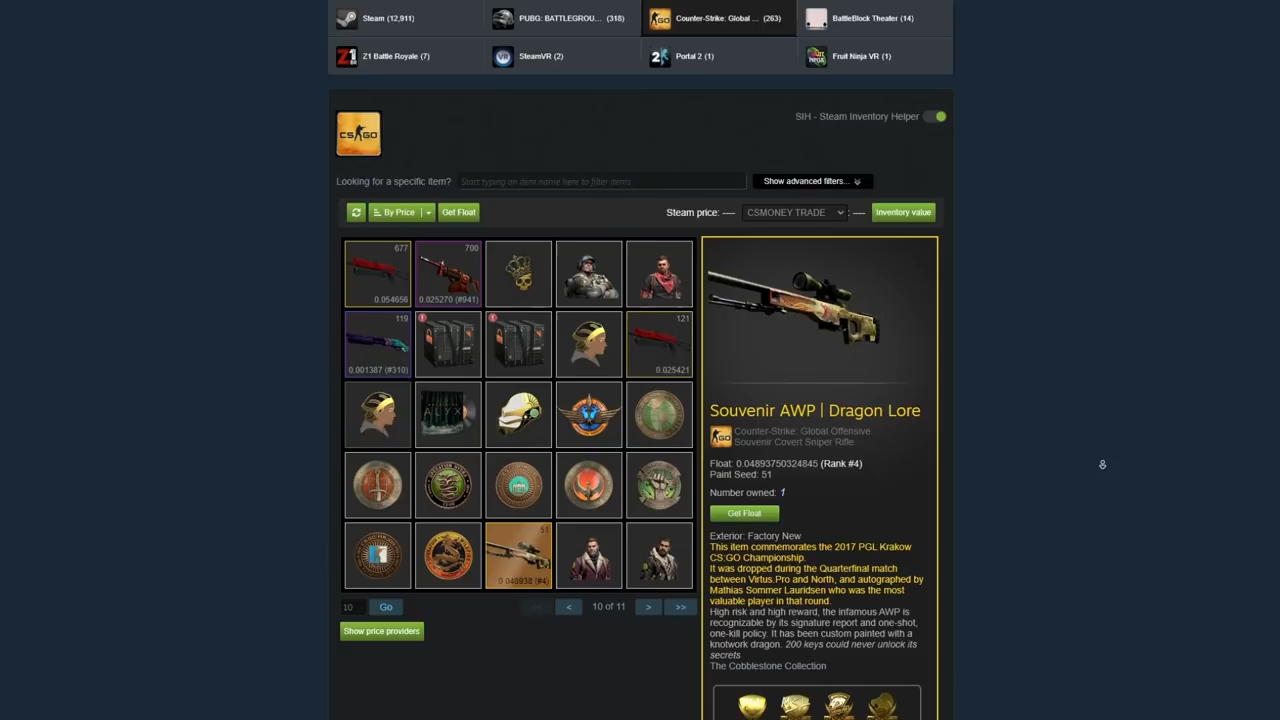 Steam (12,911)
PUBG: BATTLEGROU... (318)
Counter-Strike: Global ... (263)
BattleBlock Theater (14)
Z1 Battle Royale (7)
SteamVR (2)
Portal 2 (1)
Fruit Ninja VR (1)
CS GO
SIH - Steam Inventory Helper
Looking for a specific item?
Start typing an item name here to filter items
Show advanced filters...
By Price
Get Float
Steam price: —
CSMONEY TRADE
: —
Inventory value
677
0.054656
700
0.025270 (#941)
119
0.001387 (#310)
121
0.025421
ALYX
51
0.048938 (#4)
10
Go
<
10 of 11
>
>>
Show price providers
Souvenir AWP | Dragon Lore
Counter-Strike: Global Offensive
Souvenir Covert Sniper Rifle
Float: 0.04893750324845 (Rank #4)
Paint Seed: 51
Number owned: 1
Get Float
Exterior: Factory New
This item commemorates the 2017 PGL Krakow
CS:GO Championship.
It was dropped during the Quarterfinal match
between Virtus.Pro and North, and autographed by
Mathias Sommer Lauridsen who was the most
valuable player in that round.
High risk and high reward, the infamous AWP is
recognizable by its signature report and one-shot,
one-kill policy. It has been custom painted with a
knotwork dragon. 200 keys could never unlock its
secrets
The Cobblestone Collection